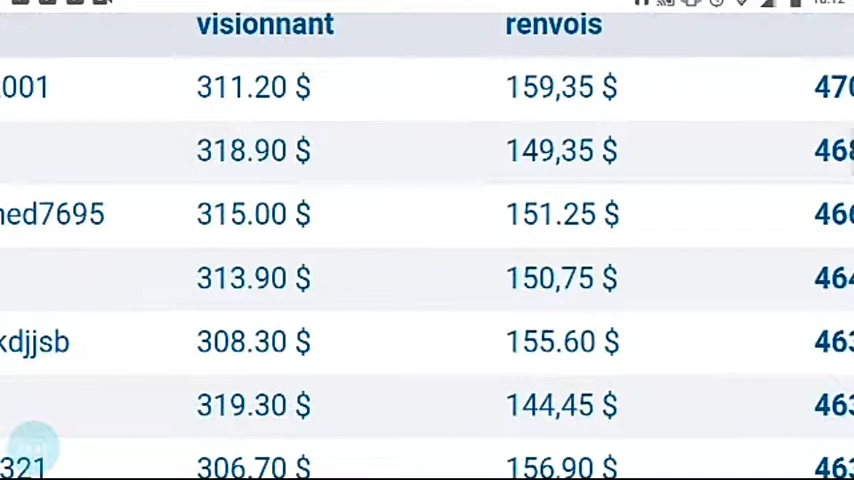 visionnant renvois
001 311.20 $ 159,35 $ 470
318.90 $ 149,35 $ 468
ned7695 315.00 $ 151.25 $ 466
313.90 $ 150,75 $ 464
kdjjsb 308.30 $ 155.60 $ 463
319.30 $ 144,45 $ 463
321 306.70 $ 156,90 $ 463